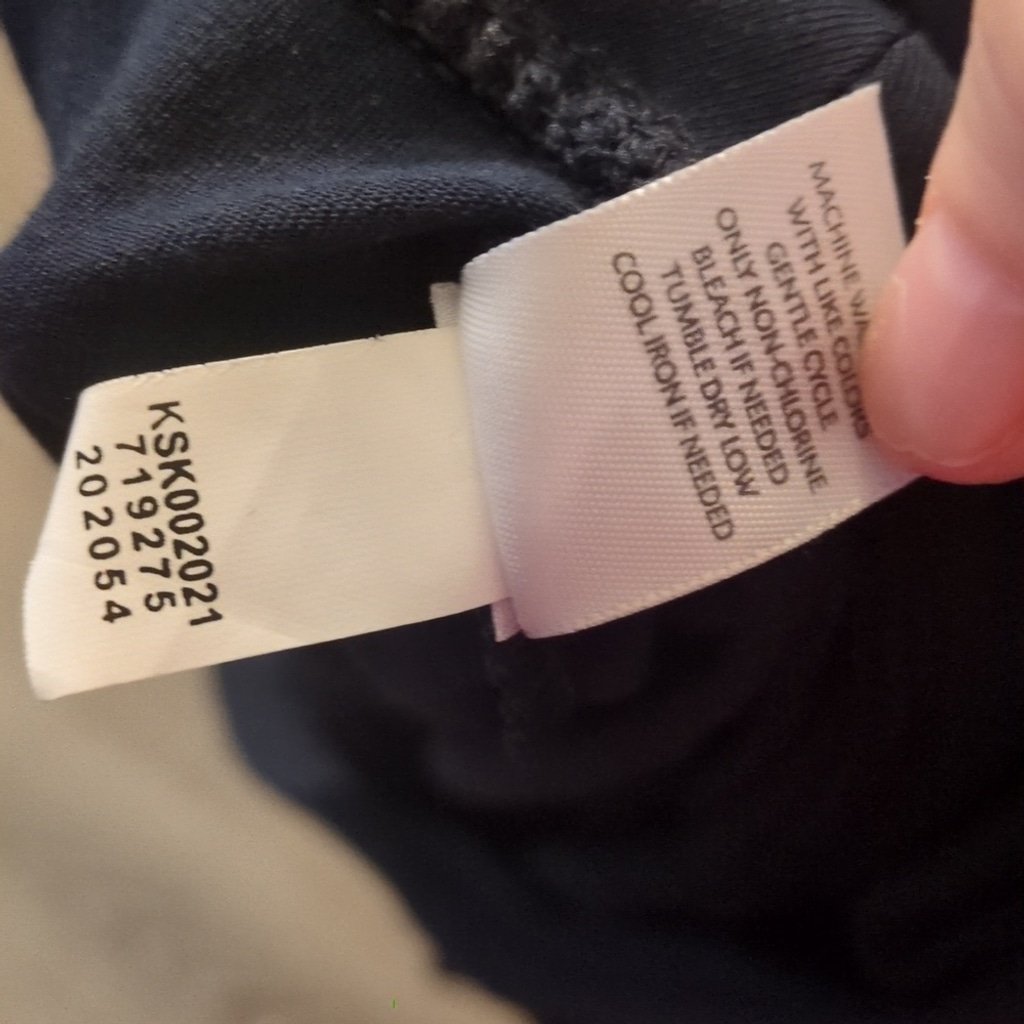 MACHINE
WITH LIKE COLORS
GENTLE CYCLE
ONLY NON-CHLORINE
BLEACH IF NEEDED
TUMBLE DRY LOW
COOL IRON IF NEEDED
KSK002021
719275
202054